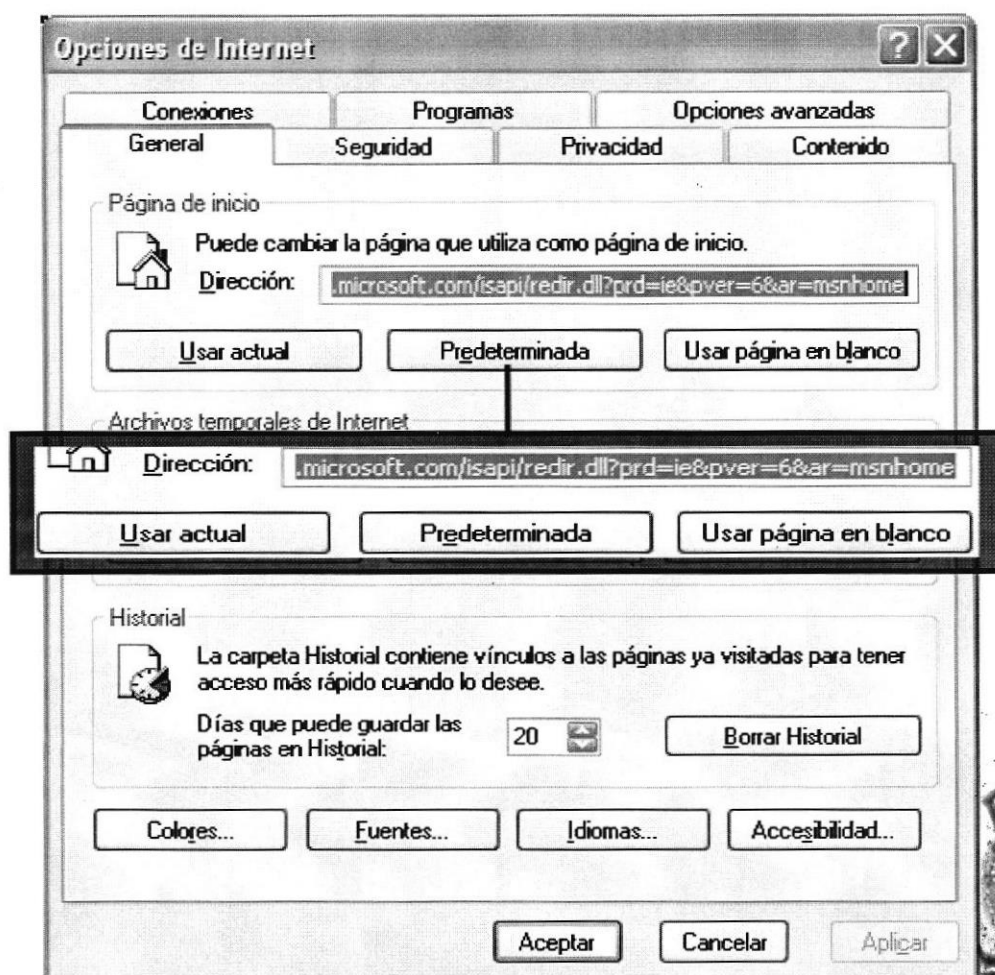 Opciones de Internet
Conexiones Programas Opciones avanzadas
General Seguridad Privacidad Contenido
Página de inicio
Puede cambiar la página que utiliza como página de inicio.
Dirección: .microsoft.com/isapi/redir.dll?prd=ie&pver=6&ar=msnhome
Usar actual Predeterminada Usar página en blanco
Archivos temporales de Internet
Dirección: .microsoft.com/isapi/redir.dll?prd=ie&pver=6&ar=msnhome
Usar actual Predeterminada Usar página en blanco
Historial
La carpeta Historial contiene vínculos a las páginas ya visitadas para tener
acceso más rápido cuando lo desee.
Días que puede guardar las
páginas en Historial:
20 Borrar Historial
Colores... Fuentes... Idiomas... Accesibilidad...
Aceptar Cancelar Aplicar